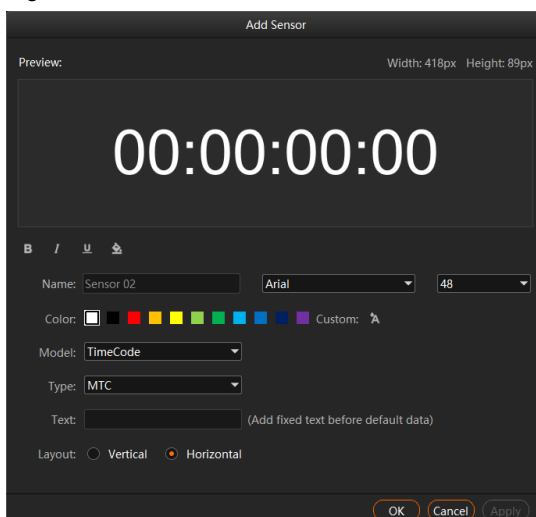 Add Sensor
Preview: Width: 418px Height: 89px
00:00:00:00
B I U
Name: Sensor 02 Arial 48
Color: Custom: A
Model: TimeCode
Type: MTC
Text: (Add fixed text before default data)
Layout: Vertical Horizontal
OK Cancel Apply